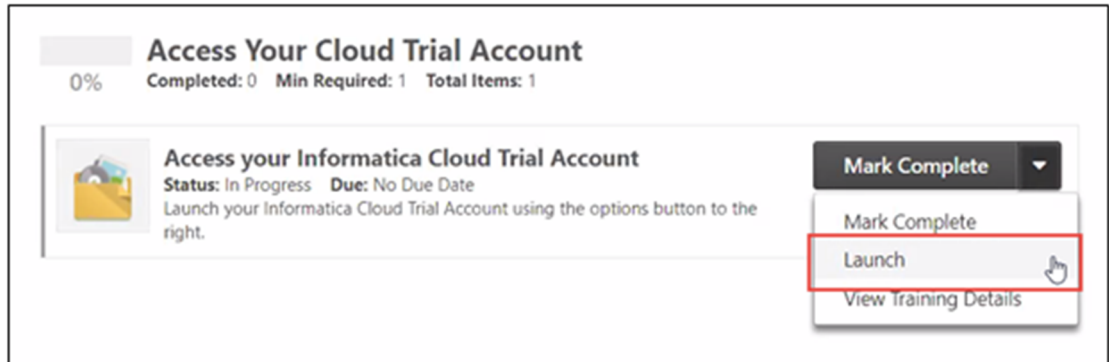 Access Your Cloud Trial Account
0%
Completed: 0 Min Required: 1 Total Items: 1
Access your Informatica Cloud Trial Account
Status: In Progress Due: No Due Date
Launch your Informatica Cloud Trial Account using the options button to the
right.
Mark Complete
Mark Complete
Launch
View Training Details